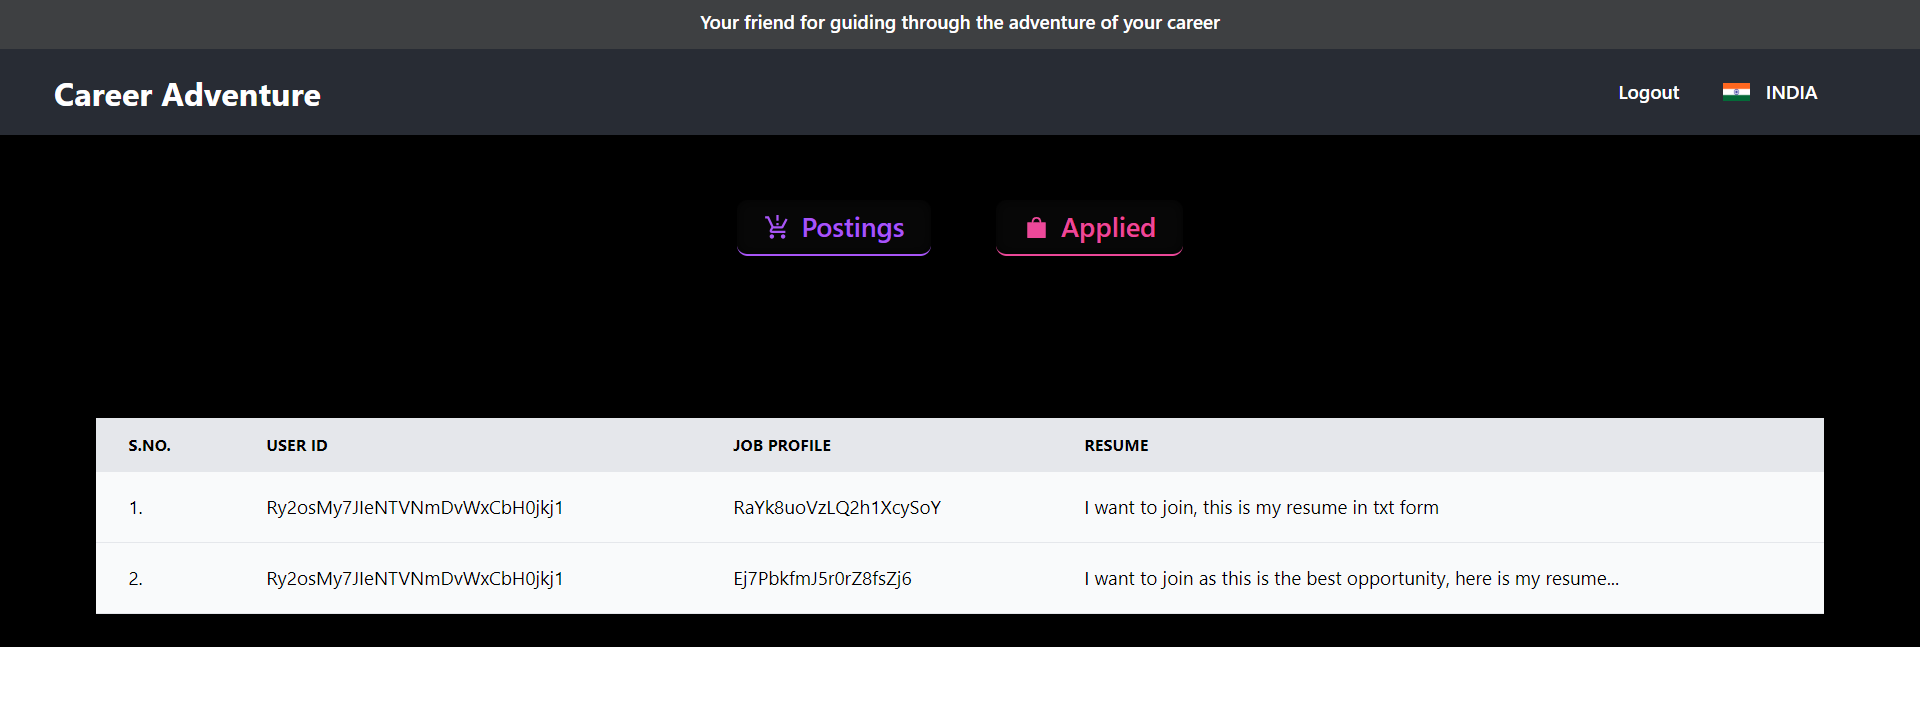 Your friend for guiding through the adventure of your career
Career Adventure
Logout INDIA
Postings Applied
S.NO. USER ID JOB PROFILE RESUME
1. Ry2osMy7JIeNTVNmDvWxCbH0jkj1 RaYk8uoVzLQ2h1XcySoY I want to join, this is my resume in txt form
2. Ry2osMy7JIeNTVNmDvWxCbH0jkj1 Ej7PbkfmJ5r0rZ8fsZj6 I want to join as this is the best opportunity, here is my resume...